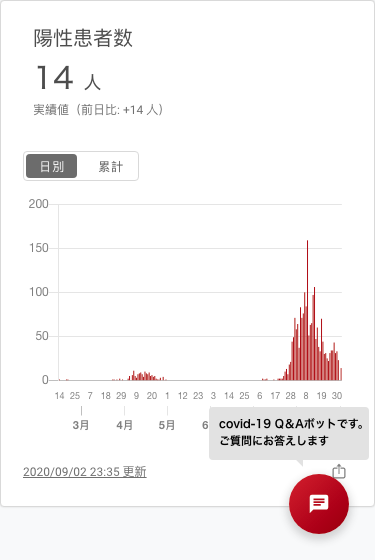 陽性患者数
14 人
実績値（前日比: +14 人）
日別 累計
200
150
100
50
0
14 25 7 18 29 9 20 1 12 23 3 14 25 6 17 28 8 19 30
3月 4月 5月 6
covid-19 Q&Aボットです。
ご質問にお答えします
2020/09/02 23:35 更新